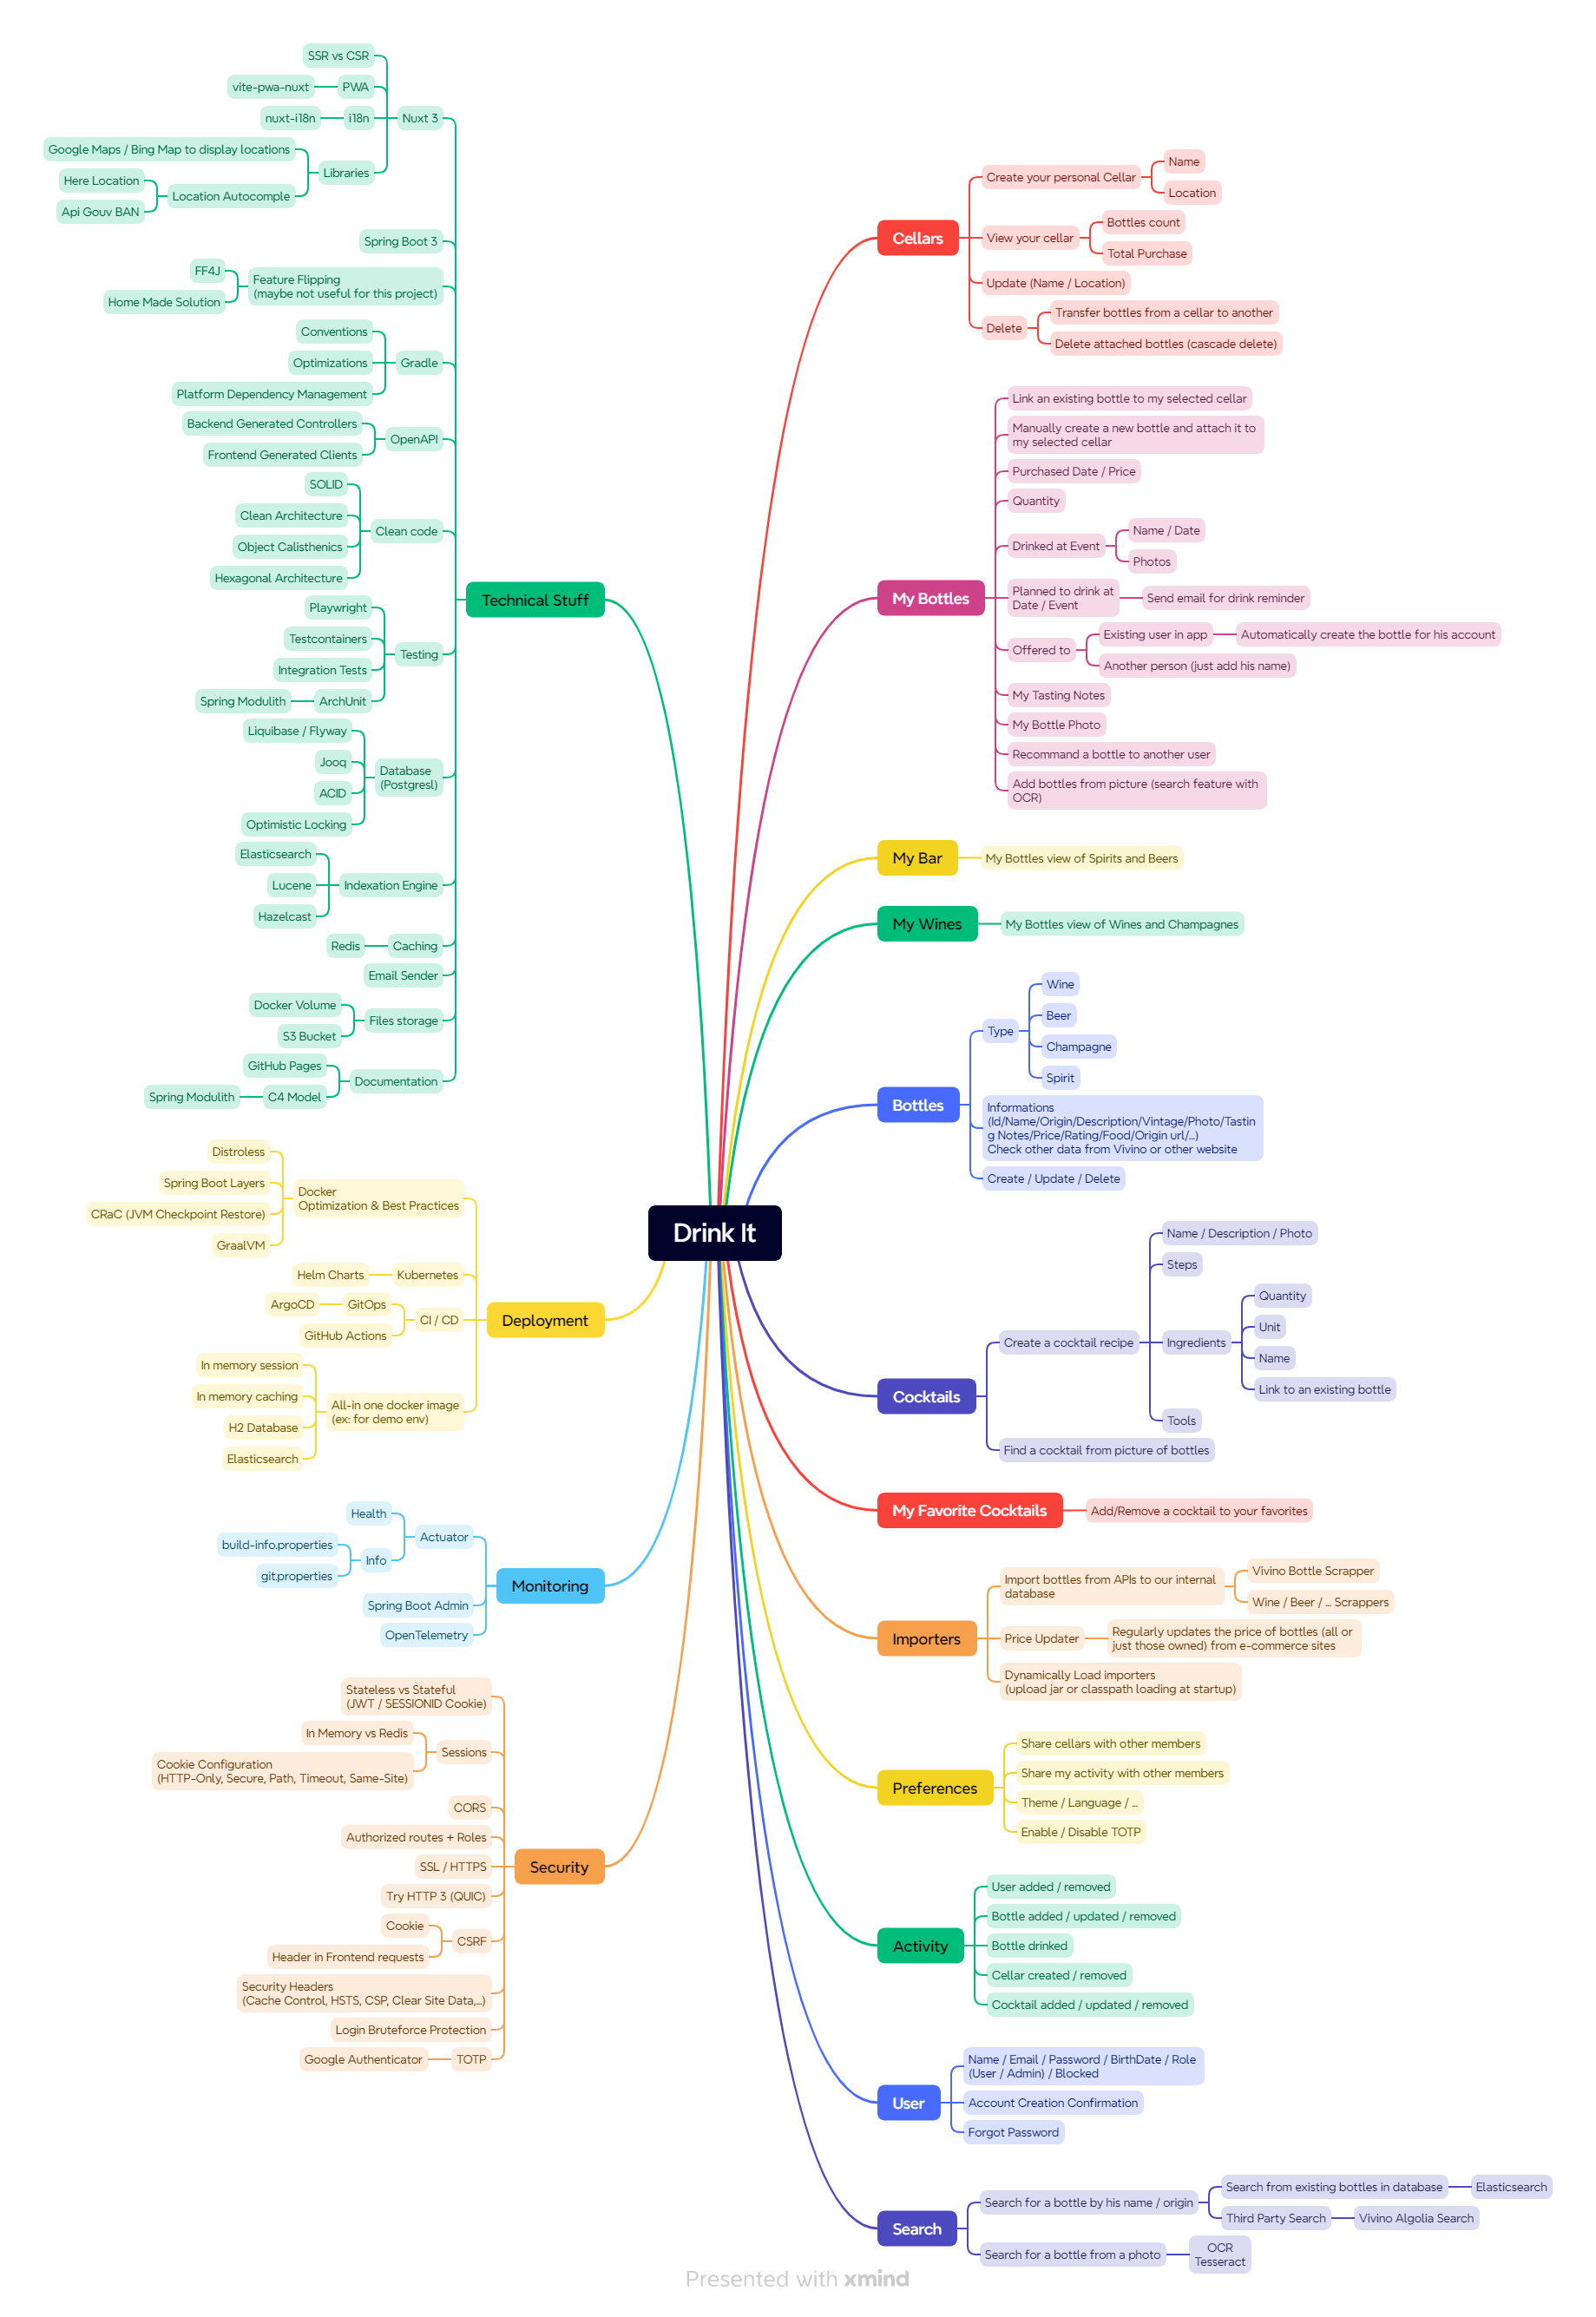 Drink It
Technical Stuff
Nuxt 3
SSR vs CSR
PWA
vite-pwa-nuxt
i18n
nuxt-i18n
Libraries
Google Maps / Bing Map to display locations
Location Autocomple
Here Location
Api Gouv BAN
Spring Boot 3
Feature Flipping
(maybe not useful for this project)
FF4J
Home Made Solution
Gradle
Conventions
Optimizations
Platform Dependency Management
OpenAPI
Backend Generated Controllers
Frontend Generated Clients
Clean code
SOLID
Clean Architecture
Object Calisthenics
Hexagonal Architecture
Testing
Playwright
Testcontainers
Integration Tests
ArchUnit
Spring Modulith
Database
(Postgresl)
Liquibase / Flyway
Jooq
ACID
Optimistic Locking
Indexation Engine
Elasticsearch
Lucene
Hazelcast
Caching
Redis
Email Sender
Files storage
Docker Volume
S3 Bucket
Documentation
GitHub Pages
C4 Model
Spring Modulith
Deployment
Docker
Optimization & Best Practices
Distroless
Spring Boot Layers
CRaC (JVM Checkpoint Restore)
GraalVM
Kubernetes
Helm Charts
CI / CD
GitOps
ArgoCD
GitHub Actions
All-in one docker image
(ex: for demo env)
In memory session
In memory caching
H2 Database
Elasticsearch
Monitoring
Actuator
Health
Info
build-info.properties
git.properties
Spring Boot Admin
OpenTelemetry
Security
Stateless vs Stateful
(JWT / SESSIONID Cookie)
Sessions
In Memory vs Redis
Cookie Configuration
(HTTP-Only, Secure, Path, Timeout, Same-Site)
CORS
Authorized routes + Roles
SSL / HTTPS
Try HTTP 3 (QUIC)
CSRF
Cookie
Header in Frontend requests
Security Headers
(Cache Control, HSTS, CSP, Clear Site Data,...)
Login Bruteforce Protection
TOTP
Google Authenticator
Cellars
Create your personal Cellar
Name
Location
View your cellar
Bottles count
Total Purchase
Update (Name / Location)
Delete
Transfer bottles from a cellar to another
Delete attached bottles (cascade delete)
My Bottles
Link an existing bottle to my selected cellar
Manually create a new bottle and attach it to
my selected cellar
Purchased Date / Price
Quantity
Drinked at Event
Name / Date
Photos
Planned to drink at
Date / Event
Send email for drink reminder
Offered to
Existing user in app
Automatically create the bottle for his account
Another person (just add his name)
My Tasting Notes
My Bottle Photo
Recommand a bottle to another user
Add bottles from picture (search feature with
OCR)
My Bar
My Bottles view of Spirits and Beers
My Wines
My Bottles view of Wines and Champagnes
Bottles
Type
Wine
Beer
Champagne
Spirit
Informations
(Id/Name/Origin/Description/Vintage/Photo/Tastin
g Notes/Price/Rating/Food/Origin url/...)
Check other data from Vivino or other website
Create / Update / Delete
Cocktails
Create a cocktail recipe
Name / Description / Photo
Steps
Ingredients
Quantity
Unit
Name
Link to an existing bottle
Tools
Find a cocktail from picture of bottles
My Favorite Cocktails
Add/Remove a cocktail to your favorites
Importers
Import bottles from APIs to our internal
database
Vivino Bottle Scrapper
Wine / Beer / ... Scrappers
Price Updater
Regularly updates the price of bottles (all or
just those owned) from e-commerce sites
Dynamically Load importers
(upload jar or classpath loading at startup)
Preferences
Share cellars with other members
Share my activity with other members
Theme / Language / ...
Enable / Disable TOTP
Activity
User added / removed
Bottle added / updated / removed
Bottle drinked
Cellar created / removed
Cocktail added / updated / removed
User
Name / Email / Password / BirthDate / Role
(User / Admin) / Blocked
Account Creation Confirmation
Forgot Password
Search
Search for a bottle by his name / origin
Search from existing bottles in database
Elasticsearch
Third Party Search
Vivino Algolia Search
Search for a bottle from a photo
OCR
Tesseract
Presented with xmind